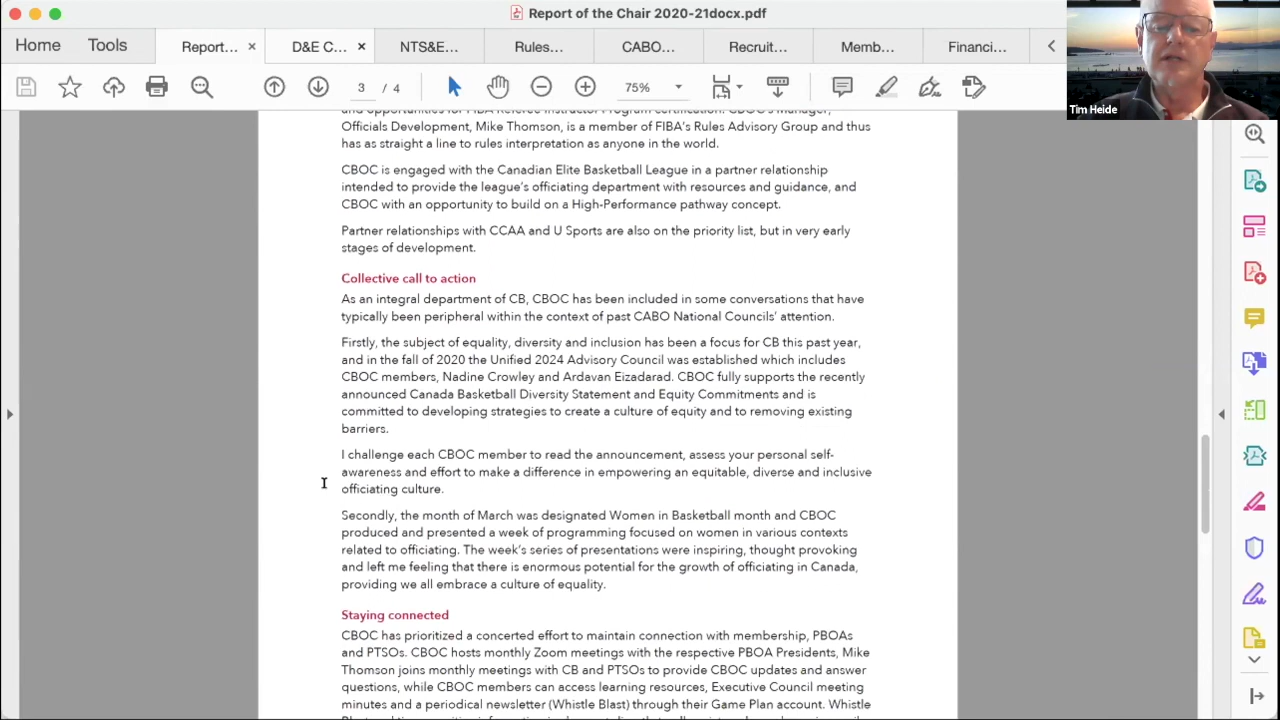 Report of the Chair 2020-21docx.pdf
Home
Tools
Report...
D&E C...
NTS&E...
Rules...
CABO...
Recruit...
Memb...
Financi...
3 / 4
75%
Tim Heide
and opportunities for FIBA Referee Instructor Program certification. CBOC's Manager,
Officials Development, Mike Thomson, is a member of FIBA's Rules Advisory Group and thus
has as straight a line to rules interpretation as anyone in the world.
CBOC is engaged with the Canadian Elite Basketball League in a partner relationship
intended to provide the league's officiating department with resources and guidance, and
CBOC with an opportunity to build on a High-Performance pathway concept.
Partner relationships with CCAA and U Sports are also on the priority list, but in very early
stages of development.
Collective call to action
As an integral department of CB, CBOC has been included in some conversations that have
typically been peripheral within the context of past CABO National Councils' attention.
Firstly, the subject of equality, diversity and inclusion has been a focus for CB this past year,
and in the fall of 2020 the Unified 2024 Advisory Council was established which includes
CBOC members, Nadine Crowley and Ardavan Eizadarad. CBOC fully supports the recently
announced Canada Basketball Diversity Statement and Equity Commitments and is
committed to developing strategies to create a culture of equity and to removing existing
barriers.
I challenge each CBOC member to read the announcement, assess your personal self-
awareness and effort to make a difference in empowering an equitable, diverse and inclusive
officiating culture.
Secondly, the month of March was designated Women in Basketball month and CBOC
produced and presented a week of programming focused on women in various contexts
related to officiating. The week's series of presentations were inspiring, thought provoking
and left me feeling that there is enormous potential for the growth of officiating in Canada,
providing we all embrace a culture of equality.
Staying connected
CBOC has prioritized a concerted effort to maintain connection with membership, PBOAs
and PTSOs. CBOC hosts monthly Zoom meetings with the respective PBOA Presidents, Mike
Thomson joins monthly meetings with CB and PTSOs to provide CBOC updates and answer
questions, while CBOC members can access learning resources, Executive Council meeting
minutes and a periodical newsletter (Whistle Blast) through their Game Plan account. Whistle